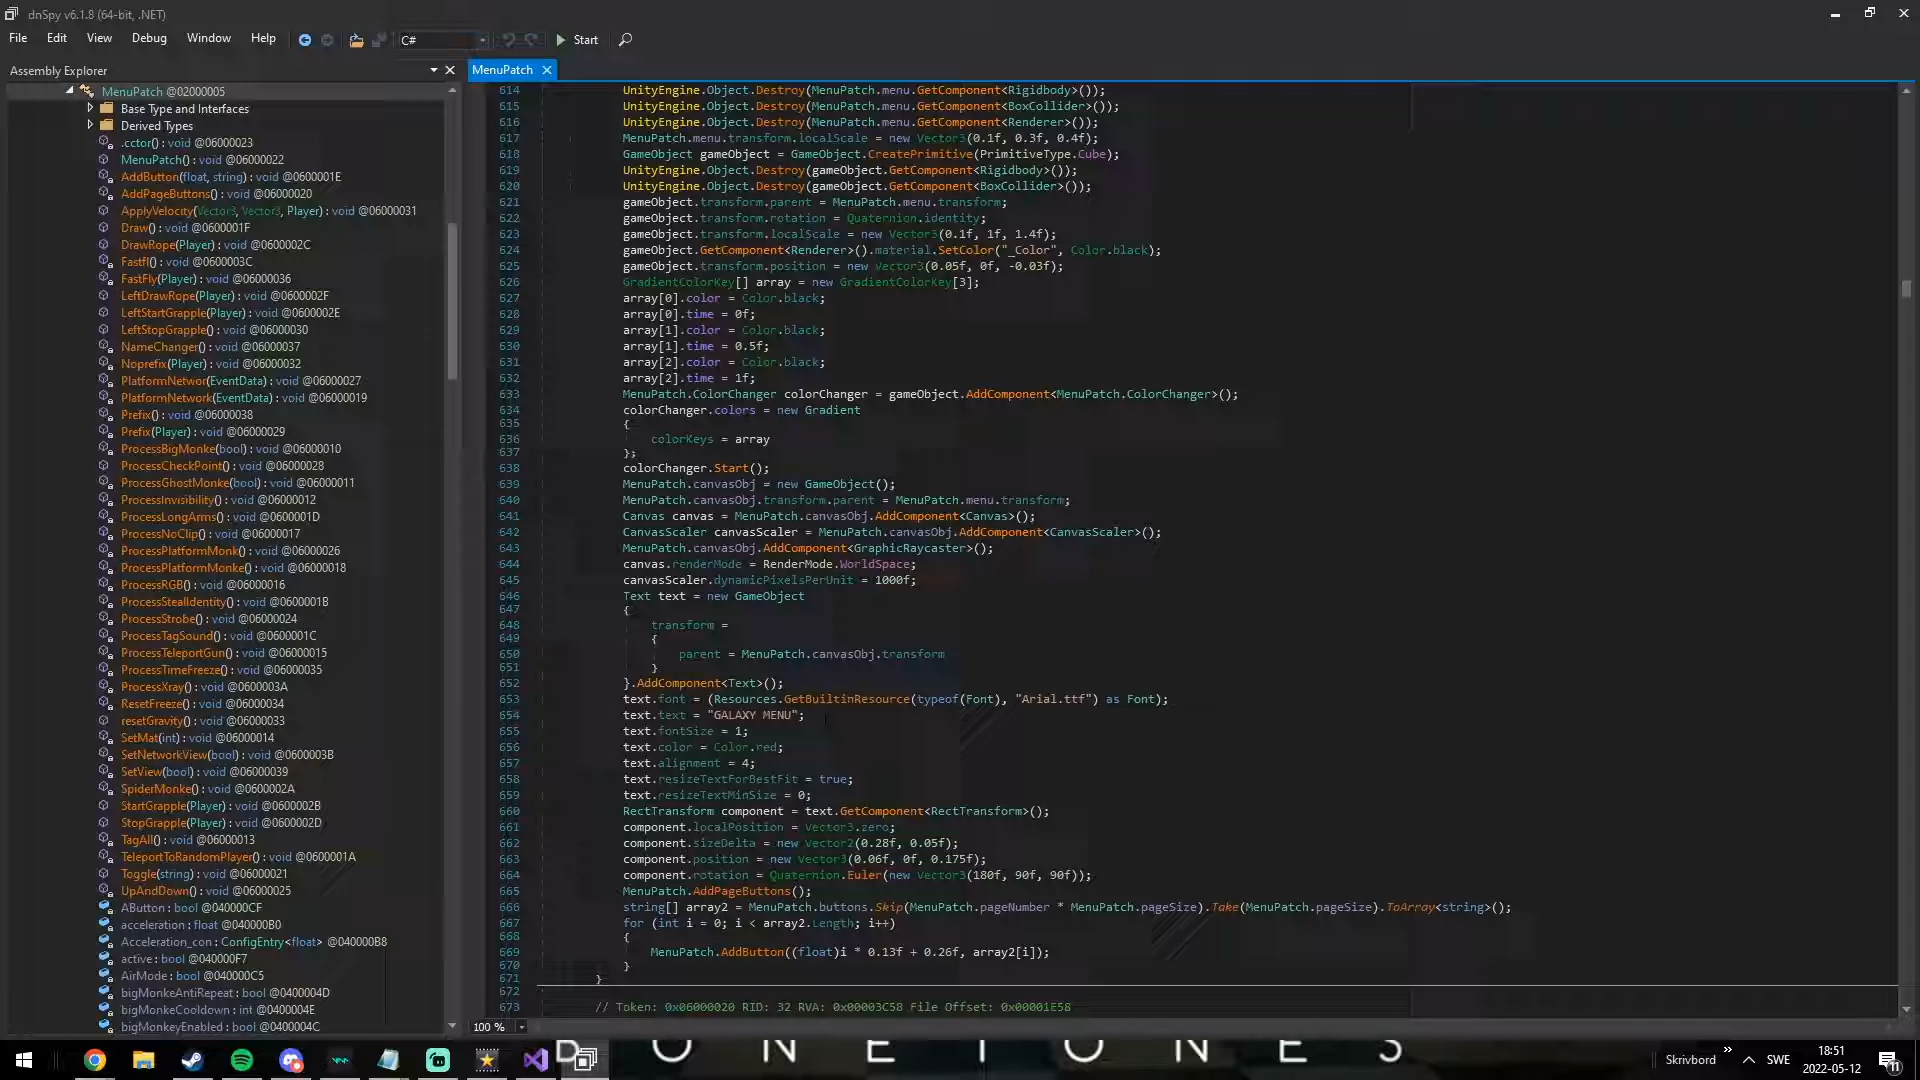 dnSpy v6.1.8 (64-bit, .NET)
File Edit View Debug Window Help C# Start
Assembly Explorer
MenuPatch
MenuPatch @02000005
Base Type and Interfaces
Derived Types
.cctor() : void @06000023
MenuPatch() : void @06000022
AddButton(float, string) : void @0600001E
AddPageButtons() : void @06000020
ApplyVelocity(Vector3, Vector3, Player) : void @06000031
Draw() : void @0600001F
DrawRope(Player) : void @0600002C
Fastfl() : void @0600003C
FastFly(Player) : void @06000036
LeftDrawRope(Player) : void @0600002F
LeftStartGrapple(Player) : void @0600002E
LeftStopGrapple() : void @06000030
NameChanger() : void @06000037
Noprefix(Player) : void @06000032
PlatformNetwor(EventData) : void @06000027
PlatformNetwork(EventData) : void @06000019
Prefix() : void @06000038
Prefix(Player) : void @06000029
ProcessBigMonke(bool) : void @06000010
ProcessCheckPoint() : void @06000028
ProcessGhostMonke(bool) : void @06000011
ProcessInvisibility() : void @06000012
ProcessLongArms() : void @0600001D
ProcessNoClip() : void @06000017
ProcessPlatformMonk() : void @06000026
ProcessPlatformMonke() : void @06000018
ProcessRGB() : void @06000016
ProcessStealIdentity() : void @0600001B
ProcessStrobe() : void @06000024
ProcessTagSound() : void @0600001C
ProcessTeleportGun() : void @06000015
ProcessTimeFreeze() : void @06000035
ProcessXray() : void @0600003A
ResetFreeze() : void @06000034
resetGravity() : void @06000033
SetMat(int) : void @06000014
SetNetworkView(bool) : void @0600003B
SetView(bool) : void @06000039
SpiderMonke() : void @0600002A
StartGrapple(Player) : void @0600002B
StopGrapple(Player) : void @0600002D
TagAll() : void @06000013
TeleportToRandomPlayer() : void @0600001A
Toggle(string) : void @06000021
UpAndDown() : void @06000025
AButton : bool @040000CF
acceleration : float @040000B0
Acceleration_con : ConfigEntry<float> @040000B8
active : bool @040000F7
AirMode : bool @040000C5
bigMonkeAntiRepeat : bool @0400004D
bigMonkeCooldown : int @0400004E
bigMonkeyEnabled : bool @0400004C
614 UnityEngine.Object.Destroy(MenuPatch.menu.GetComponent<Rigidbody>());
615 UnityEngine.Object.Destroy(MenuPatch.menu.GetComponent<BoxCollider>());
616 UnityEngine.Object.Destroy(MenuPatch.menu.GetComponent<Renderer>());
617 MenuPatch.menu.transform.localScale = new Vector3(0.1f, 0.3f, 0.4f);
618 GameObject gameObject = GameObject.CreatePrimitive(PrimitiveType.Cube);
619 UnityEngine.Object.Destroy(gameObject.GetComponent<Rigidbody>());
620 UnityEngine.Object.Destroy(gameObject.GetComponent<BoxCollider>());
621 gameObject.transform.parent = MenuPatch.menu.transform;
622 gameObject.transform.rotation = Quaternion.identity;
623 gameObject.transform.localScale = new Vector3(0.1f, 1f, 1.4f);
624 gameObject.GetComponent<Renderer>().material.SetColor("_Color", Color.black);
625 gameObject.transform.position = new Vector3(0.05f, 0f, -0.03f);
626 GradientColorKey[] array = new GradientColorKey[3];
627 array[0].color = Color.black;
628 array[0].time = 0f;
629 array[1].color = Color.black;
630 array[1].time = 0.5f;
631 array[2].color = Color.black;
632 array[2].time = 1f;
633 MenuPatch.ColorChanger colorChanger = gameObject.AddComponent<MenuPatch.ColorChanger>();
634 colorChanger.colors = new Gradient
635 {
636 colorKeys = array
637 };
638 colorChanger.Start();
639 MenuPatch.canvasObj = new GameObject();
640 MenuPatch.canvasObj.transform.parent = MenuPatch.menu.transform;
641 Canvas canvas = MenuPatch.canvasObj.AddComponent<Canvas>();
642 CanvasScaler canvasScaler = MenuPatch.canvasObj.AddComponent<CanvasScaler>();
643 MenuPatch.canvasObj.AddComponent<GraphicRaycaster>();
644 canvas.renderMode = RenderMode.WorldSpace;
645 canvasScaler.dynamicPixelsPerUnit = 1000f;
646 Text text = new GameObject
647 {
648 transform =
649 {
650 parent = MenuPatch.canvasObj.transform
651 }
652 }.AddComponent<Text>();
653 text.font = (Resources.GetBuiltinResource(typeof(Font), "Arial.ttf") as Font);
654 text.text = "GALAXY MENU";
655 text.fontSize = 1;
656 text.color = Color.red;
657 text.alignment = 4;
658 text.resizeTextForBestFit = true;
659 text.resizeTextMinSize = 0;
660 RectTransform component = text.GetComponent<RectTransform>();
661 component.localPosition = Vector3.zero;
662 component.sizeDelta = new Vector2(0.28f, 0.05f);
663 component.position = new Vector3(0.06f, 0f, 0.175f);
664 component.rotation = Quaternion.Euler(new Vector3(180f, 90f, 90f));
665 MenuPatch.AddPageButtons();
666 string[] array2 = MenuPatch.buttons.Skip(MenuPatch.pageNumber * MenuPatch.pageSize).Take(MenuPatch.pageSize).ToArray<string>();
667 for (int i = 0; i < array2.Length; i++)
668 {
669 MenuPatch.AddButton((float)i * 0.13f + 0.26f, array2[i]);
670 }
671 }
672
673 // Token: 0x06000020 RID: 32 RVA: 0x00003C58 File Offset: 0x00001E58
100 %
Skrivbord » SWE 18:51
2022-05-12
11